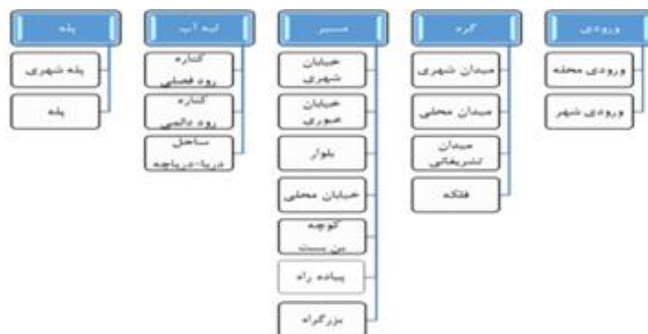 ورودی
ورودی محله
ورودی شهر
گره
میدان شهری
میدان محلی
میدان
تشریفاتی
فلکه
مسیر
خیابان
شهری
خیابان
عبوری
بلوار
خیابان محلی
کوچه
بن بست
پیاده راه
بزرگراه
لبه آب
کناره
رود فصلی
کناره
رود دائمی
ساحل
دریا-دریاچه
پله
پله شهری
پله